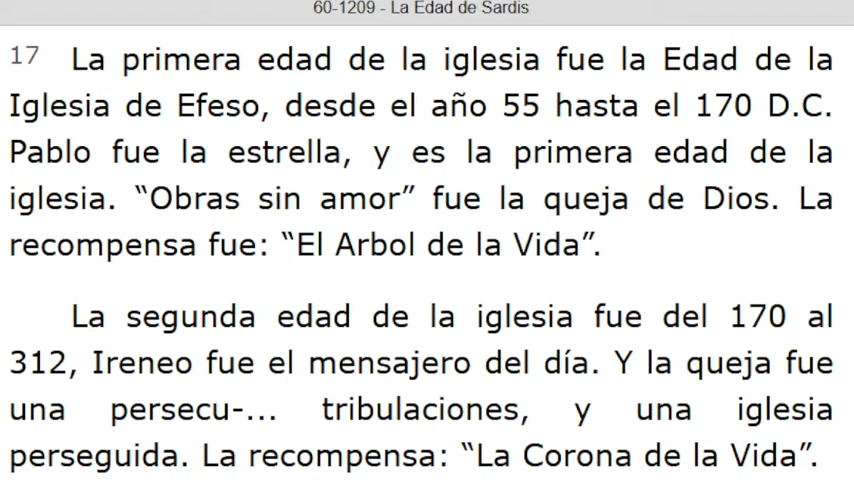 60-1209 - La Edad de Sardis
17 La primera edad de la iglesia fue la Edad de la
Iglesia de Efeso, desde el año 55 hasta el 170 D.C.
Pablo fue la estrella, y es la primera edad de la
iglesia. “Obras sin amor” fue la queja de Dios. La
recompensa fue: “El Arbol de la Vida”.
La segunda edad de la iglesia fue del 170 al
312, Ireneo fue el mensajero del día. Y la queja fue
una persecu-... tribulaciones, y una iglesia
perseguida. La recompensa: “La Corona de la Vida”.